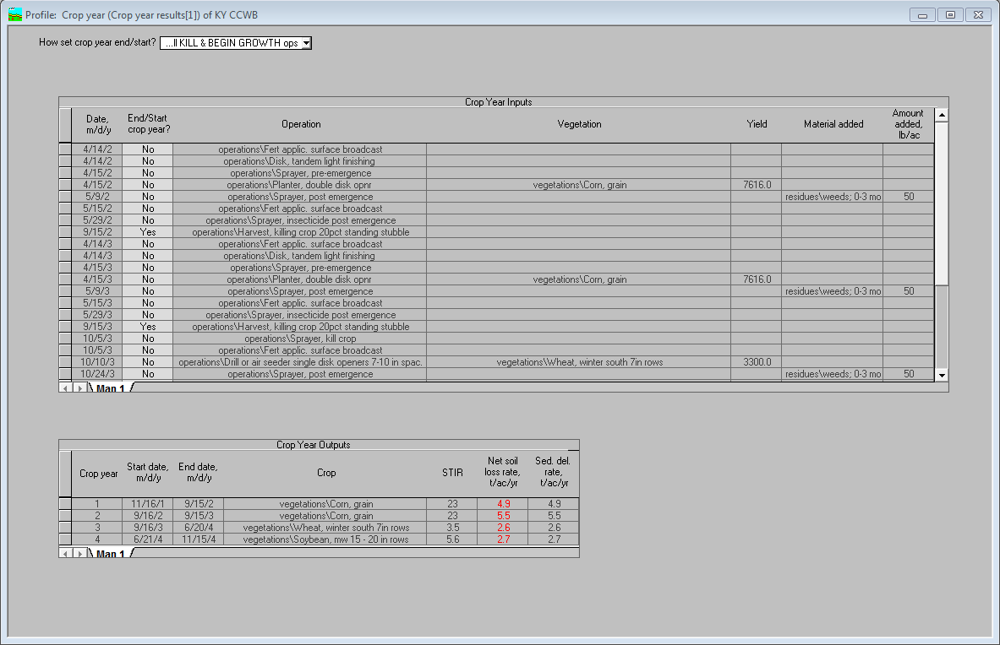 Profile: Crop year (Crop year results[1]) of KY CCWB
How set crop year end/start? ...ll KILL & BEGIN GROWTH ops
Crop Year Inputs
Date, m/d/y End/Start crop year? Operation Vegetation Yield Material added Amount added, lb/ac
4/14/2 No operations\Fert applic. surface broadcast
4/14/2 No operations\Disk, tandem light finishing
4/15/2 No operations\Sprayer, pre-emergence
4/15/2 No operations\Planter, double disk opnr vegetations\Corn, grain 7616.0
5/9/2 No operations\Sprayer, post emergence residues\weeds; 0-3 mo 50
5/15/2 No operations\Fert applic. surface broadcast
5/29/2 No operations\Sprayer, insecticide post emergence
9/15/2 Yes operations\Harvest, killing crop 20pct standing stubble
4/14/3 No operations\Fert applic. surface broadcast
4/14/3 No operations\Disk, tandem light finishing
4/15/3 No operations\Sprayer, pre-emergence
4/15/3 No operations\Planter, double disk opnr vegetations\Corn, grain 7616.0
5/9/3 No operations\Sprayer, post emergence residues\weeds; 0-3 mo 50
5/15/3 No operations\Fert applic. surface broadcast
5/29/3 No operations\Sprayer, insecticide post emergence
9/15/3 Yes operations\Harvest, killing crop 20pct standing stubble
10/5/3 No operations\Sprayer, kill crop
10/5/3 No operations\Fert applic. surface broadcast
10/10/3 No operations\Drill or air seeder single disk openers 7-10 in spac. vegetations\Wheat, winter south 7in rows 3300.0
10/24/3 No operations\Sprayer, post emergence residues\weeds; 0-3 mo 50
Man 1
Crop Year Outputs
Crop year Start date, m/d/y End date, m/d/y Crop STIR Net soil loss rate, t/ac/yr Sed. del. rate, t/ac/yr
1 11/16/1 9/15/2 vegetations\Corn, grain 23 4.9 4.9
2 9/16/2 9/15/3 vegetations\Corn, grain 23 5.5 5.5
3 9/16/3 6/20/4 vegetations\Wheat, winter south 7in rows 3.5 2.6 2.6
4 6/21/4 11/15/4 vegetations\Soybean, mw 15 - 20 in rows 5.6 2.7 2.7
Man 1